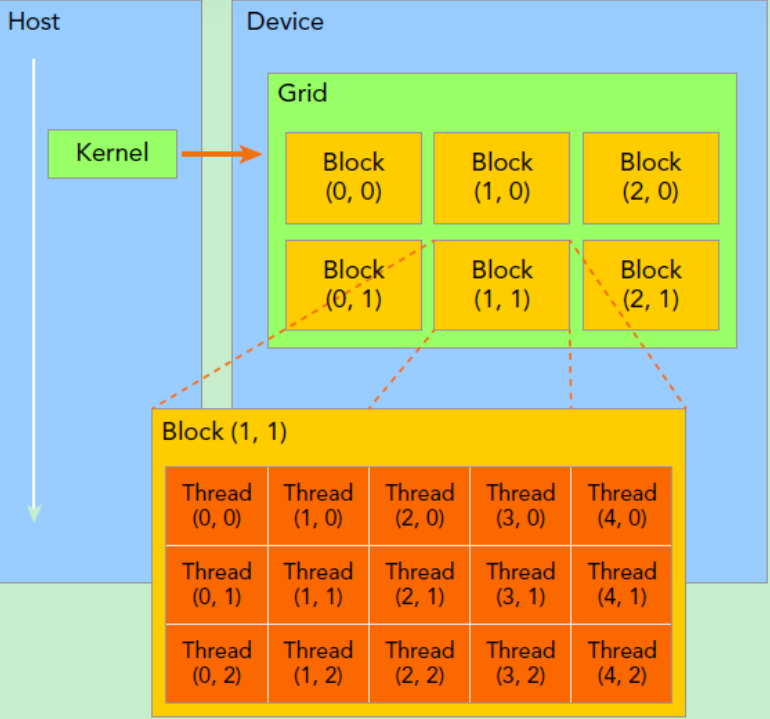 Host
Device
Grid
Kernel
Block
(0, 0)
Block
(1, 0)
Block
(2, 0)
Block
(0, 1)
Block
(1, 1)
Block
(2, 1)
Block (1, 1)
Thread
(0, 0)
Thread
(1, 0)
Thread
(2, 0)
Thread
(3, 0)
Thread
(4, 0)
Thread
(0, 1)
Thread
(1, 1)
Thread
(2, 1)
Thread
(3, 1)
Thread
(4, 1)
Thread
(0, 2)
Thread
(1, 2)
Thread
(2, 2)
Thread
(3, 2)
Thread
(4, 2)